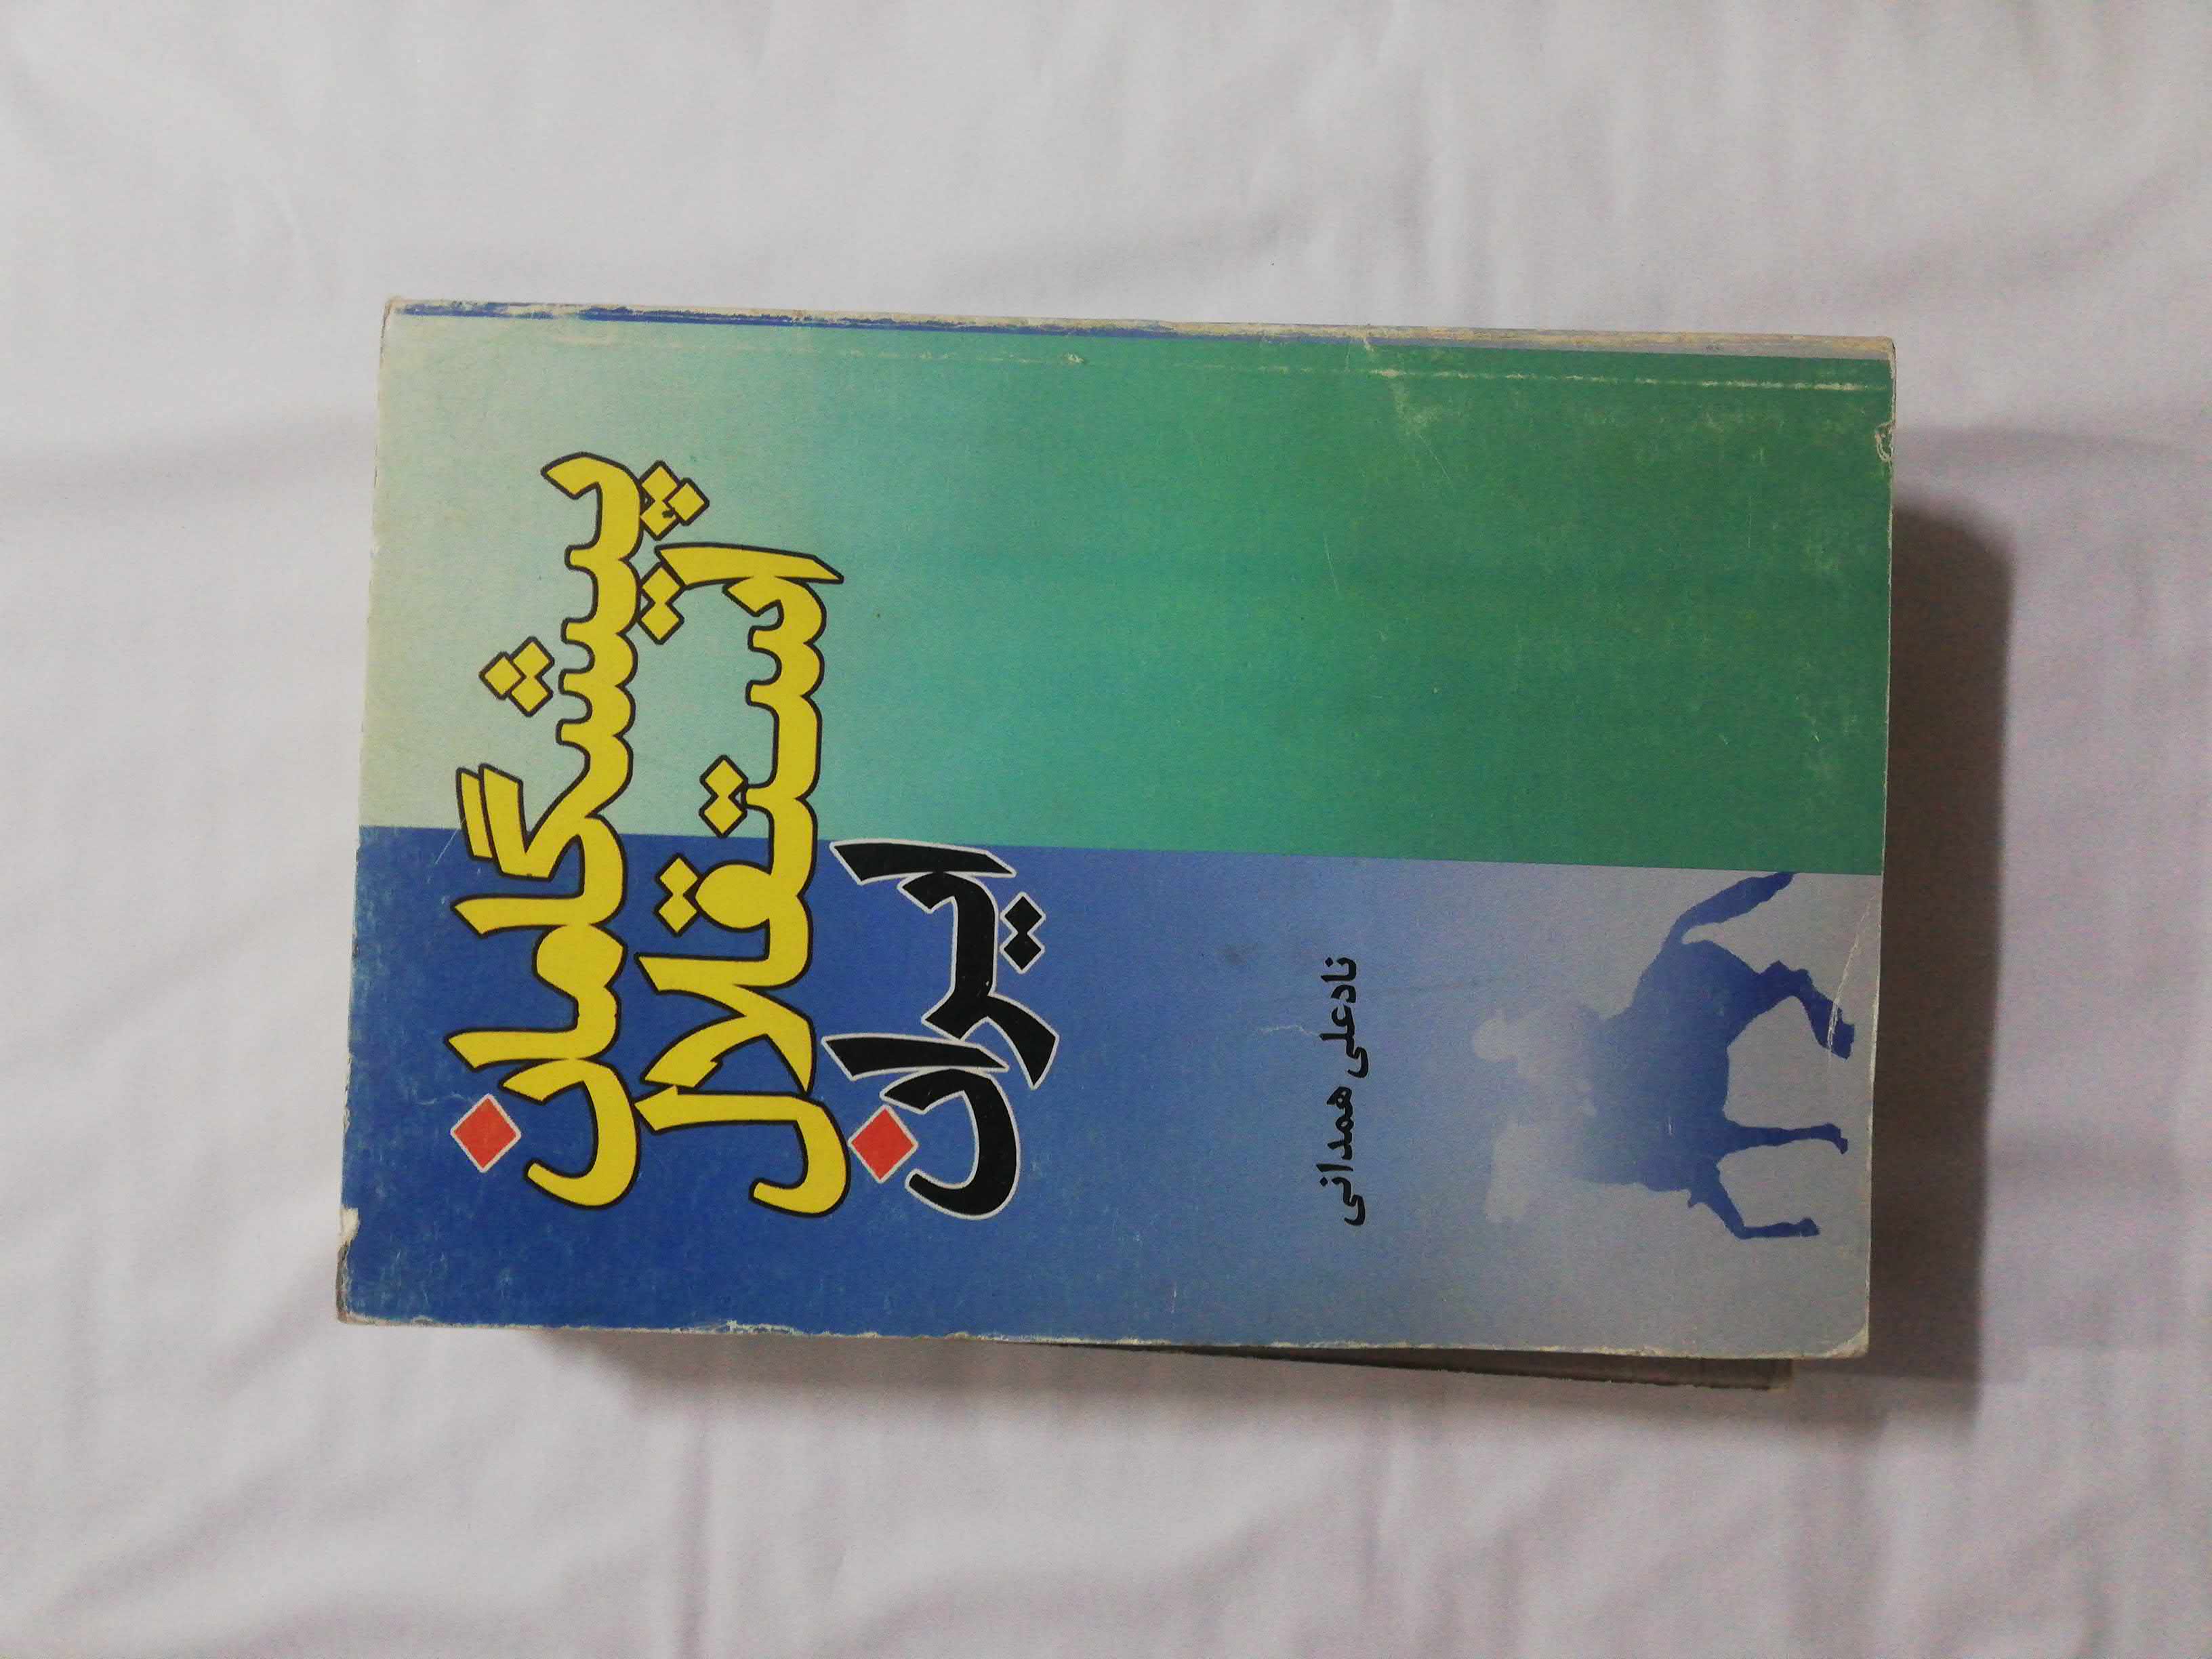 پیشگامان
استقلال
ایران
نادعلی همدانی